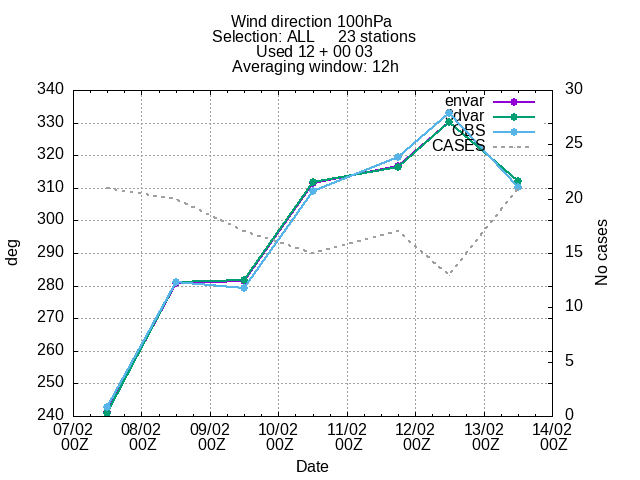 Wind direction 100hPa
Selection: ALL 23 stations
Used 12 + 00 03
Averaging window: 12h
340
330
320
310
300
290
280
270
260
250
240
30
25
20
15
10
5
0
envar
dvar
OBS
CASES
deg
No cases
07/02 08/02 09/02 10/02 11/02 12/02 13/02 14/02
00Z 00Z 00Z 00Z 00Z 00Z 00Z 00Z
Date